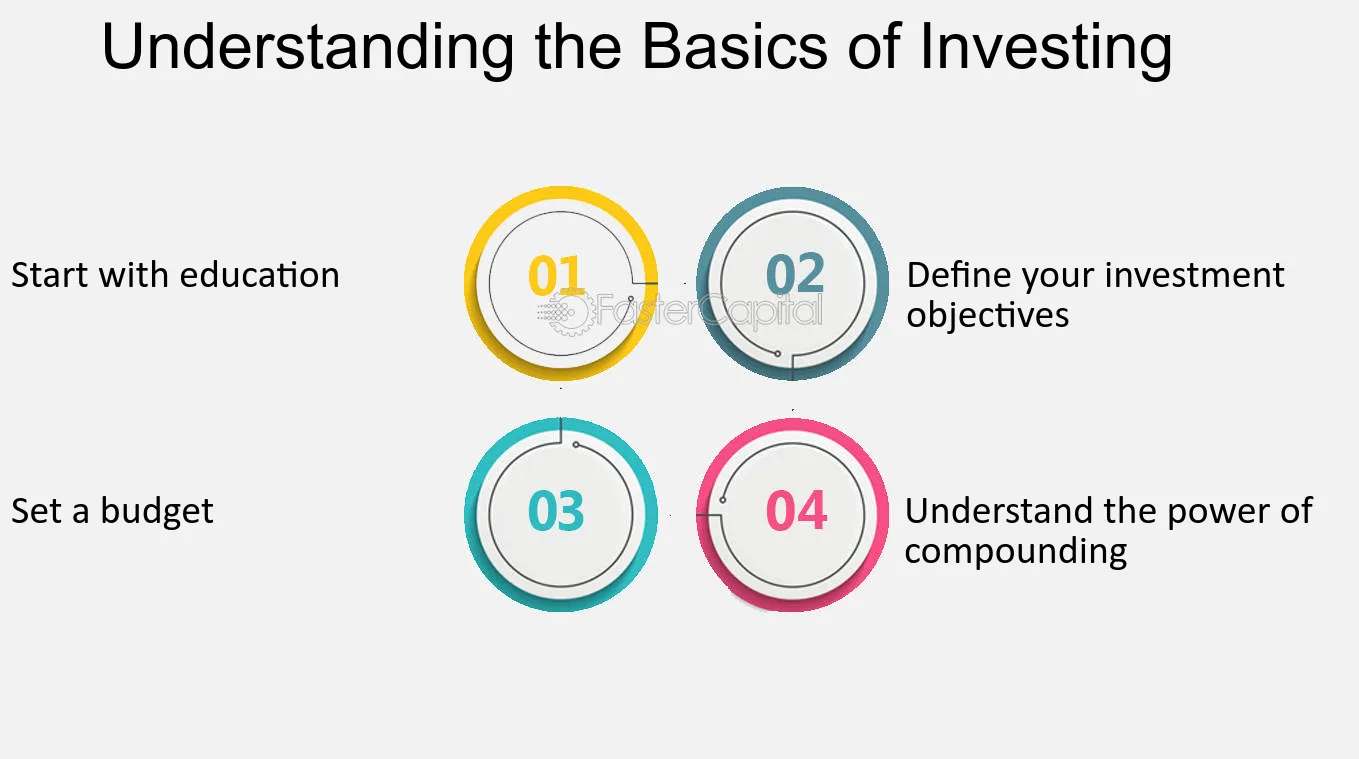 Understanding the Basics of Investing
Start with education
01
02
Define your investment
objectives
FasterCapital
Set a budget
03
04
Understand the power of
compounding